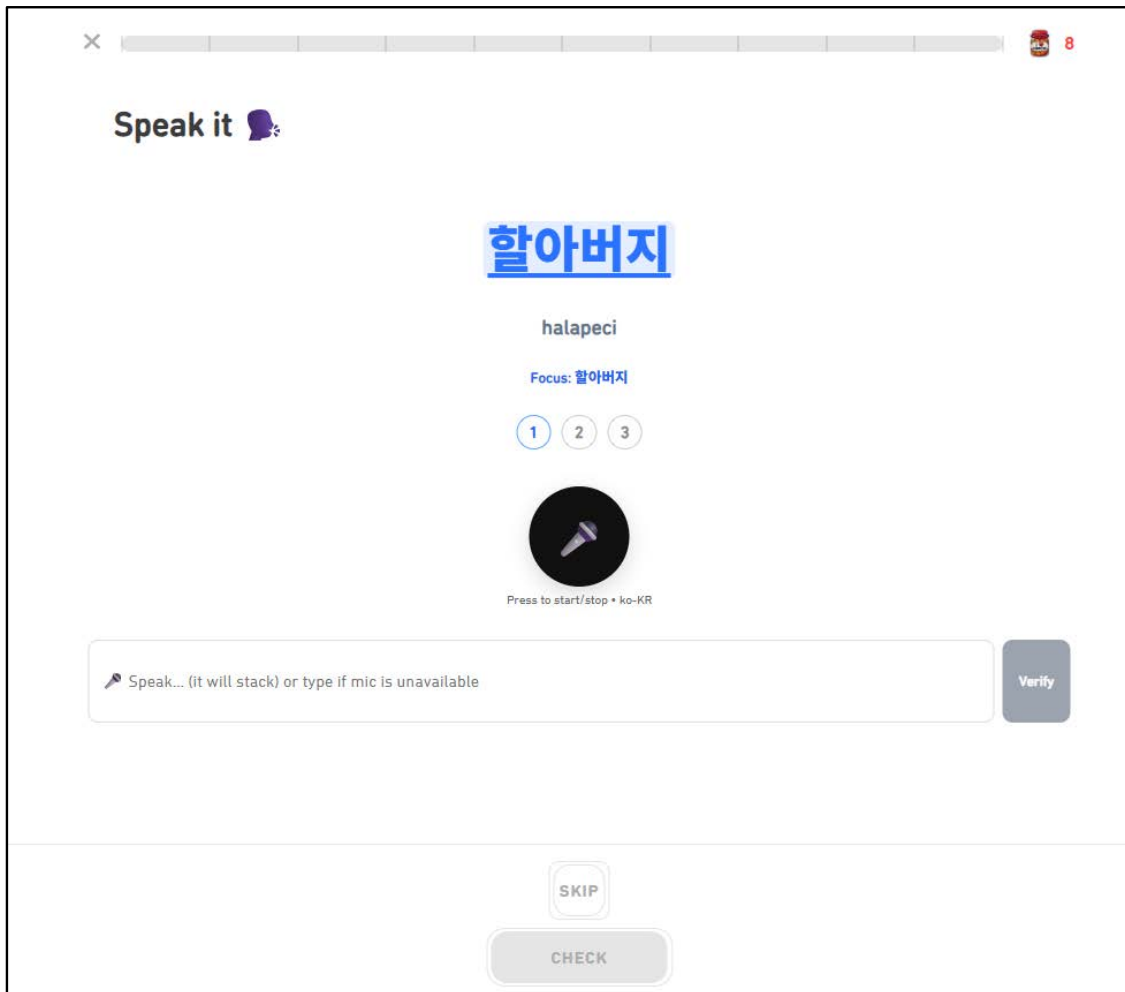 8
Speak it
할아버지
halapeci
Focus: 할아버지
1 2 3
Press to start/stop • ko-KR
Speak... (it will stack) or type if mic is unavailable
Verify
SKIP
CHECK